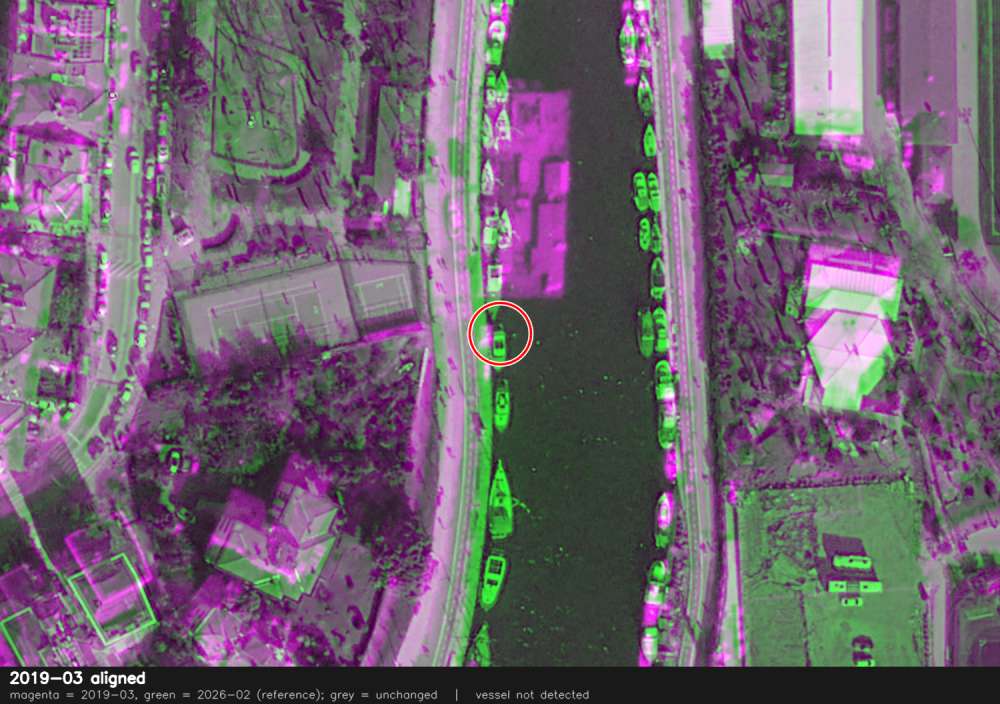 2019-03 aligned
magenta = 2019-03, green = 2026-02 (reference); grey = unchanged | vessel not detected